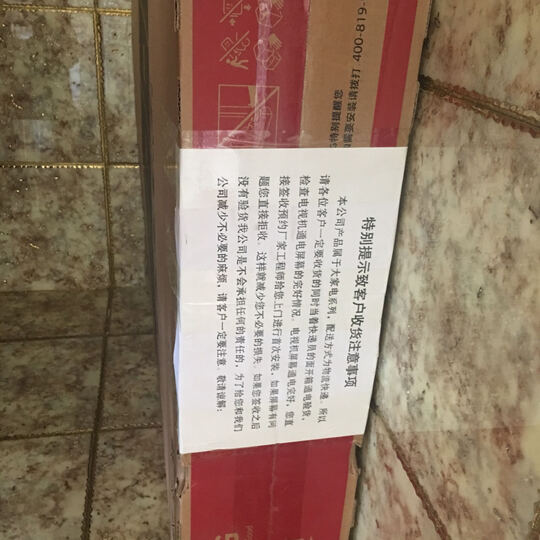 特别提示致客户收货注意事项
本公司产品属于大家电系列，配送方式为物流快递，所以
请各位客户一定要收货的同时当着快递员的面开箱通电验货，
检查电视机通电屏幕的完好情况，电视机屏幕通电完好，您直
接签收预约厂家工程师给您上门进行首次安装，如果屏幕有问
题您直接拒收，这样就减少您不必要的损失，如果您签收之后
没有验货我公司是不会承担任何的责任的，为了给您和我们
公司减少不必要的麻烦，请客户一定要注意，敬请谅解！
400-819-